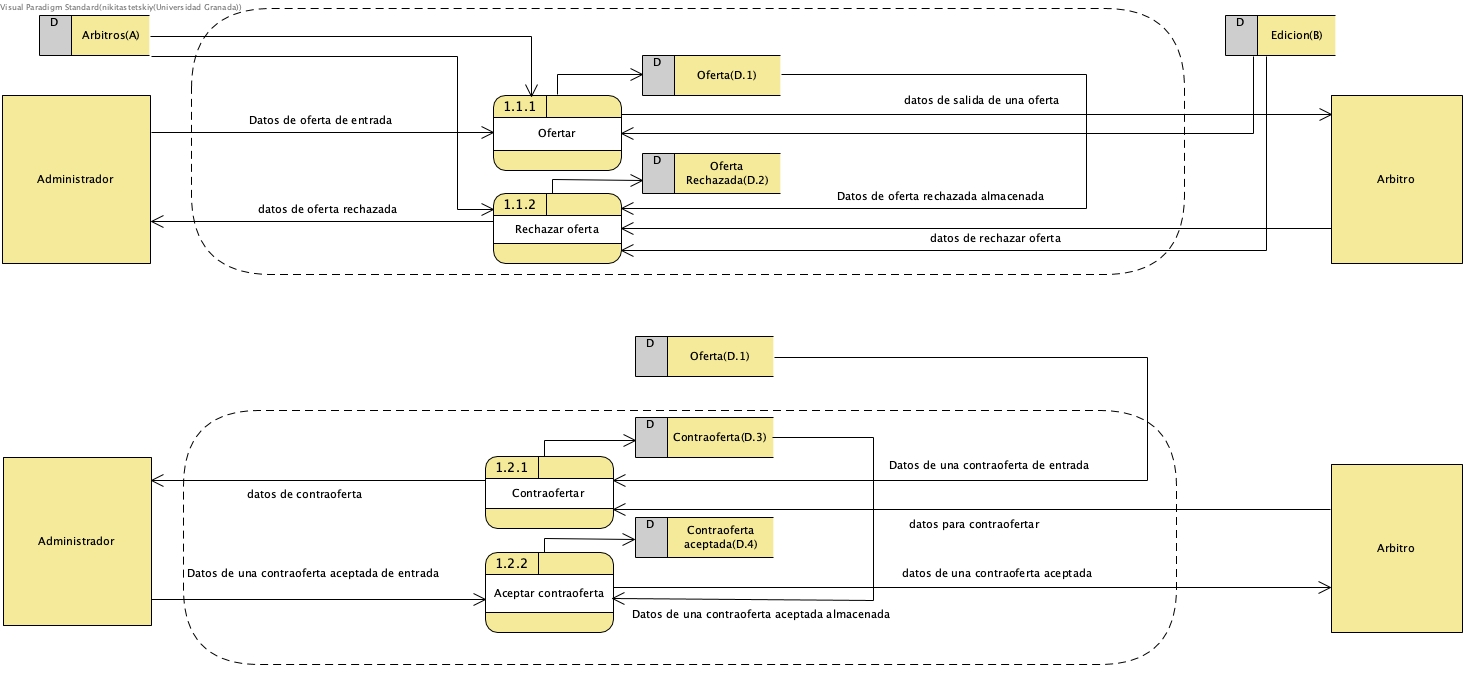 Visual Paradigm Standard(nikitastetskiy(Universidad Granada))
D
Arbitros(A)
D
Edicion(B)
D
Oferta(D.1)
1.1.1
Ofertar
Datos de oferta de entrada
datos de salida de una oferta
D
Oferta
Rechazada(D.2)
Administrador
Arbitro
1.1.2
Rechazar oferta
Datos de oferta rechazada almacenada
datos de oferta rechazada
datos de rechazar oferta
D
Oferta(D.1)
D
Contraoferta(D.3)
1.2.1
Contraofertar
Datos de una contraoferta de entrada
datos de contraoferta
datos para contraofertar
D
Contraoferta
aceptada(D.4)
Administrador
Arbitro
1.2.2
Aceptar contraoferta
Datos de una contraoferta aceptada de entrada
datos de una contraoferta aceptada
Datos de una contraoferta aceptada almacenada